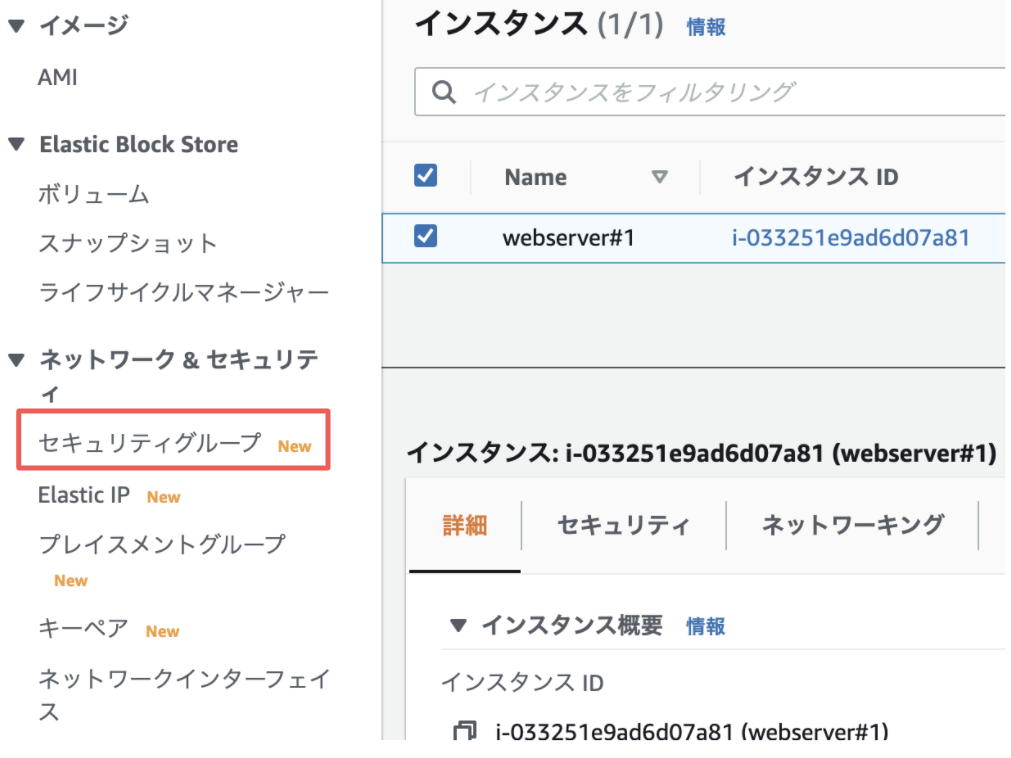 イメージ
AMI
Elastic Block Store
ボリューム
スナップショット
ライフサイクルマネージャー
ネットワーク & セキュリテ
ィ
セキュリティグループ New
Elastic IP New
プレイスメントグループ
New
キーペア New
ネットワークインターフェイ
ス
インスタンス (1/1) 情報
インスタンスをフィルタリング
Name インスタンス ID
webserver#1 i-033251e9ad6d07a81
インスタンス: i-033251e9ad6d07a81 (webserver#1)
詳細 セキュリティ ネットワーキング
インスタンス概要 情報
インスタンス ID
i-033251e9ad6d07a81 (webserver#1)